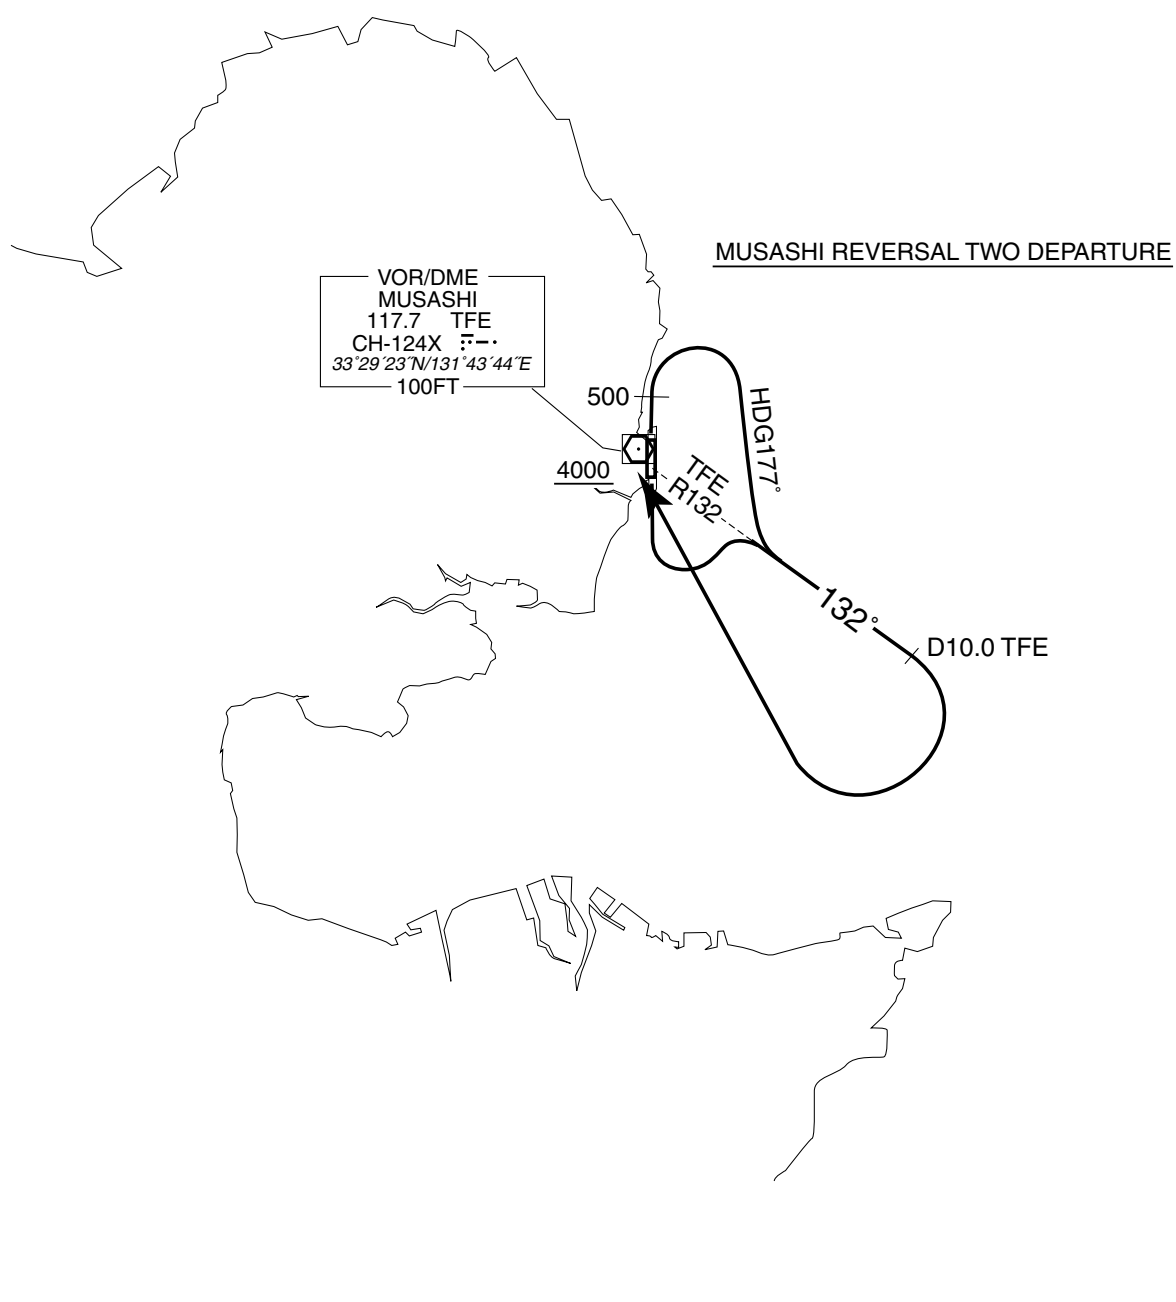 MUSASHI REVERSAL TWO DEPARTURE
VOR/DME
MUSASHI
117.7 TFE
CH-124X
33°29´23˝N/131°43´44˝E
100FT
500
HDG177°
4000
TFE
R132
132°
D10.0 TFE